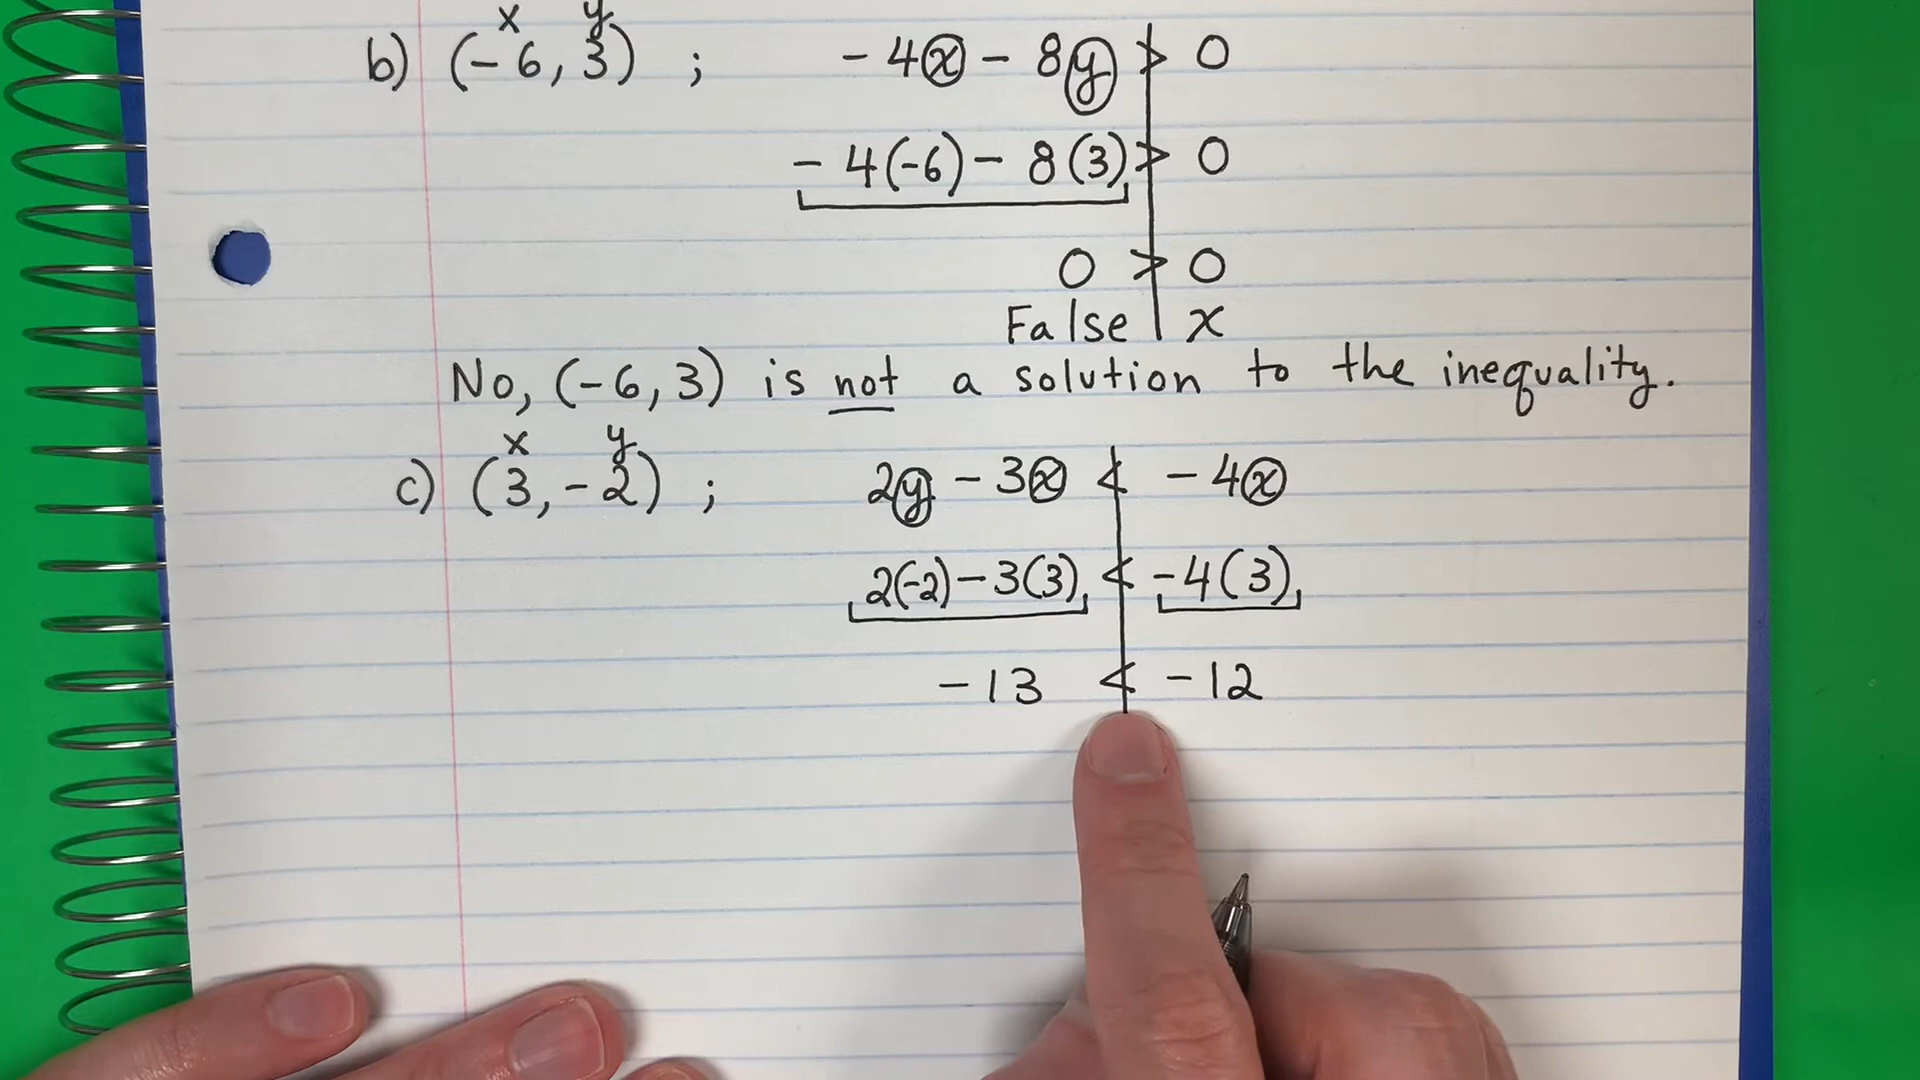 x y
b) (-6, 3) ; -4x - 8y > 0
-4(-6) - 8(3) > 0
0 > 0
False x
No, (-6, 3) is not a solution to the inequality.
x y
c) (3, -2) ; 2y - 3x < -4x
2(-2) - 3(3) < -4(3)
-13 < -12